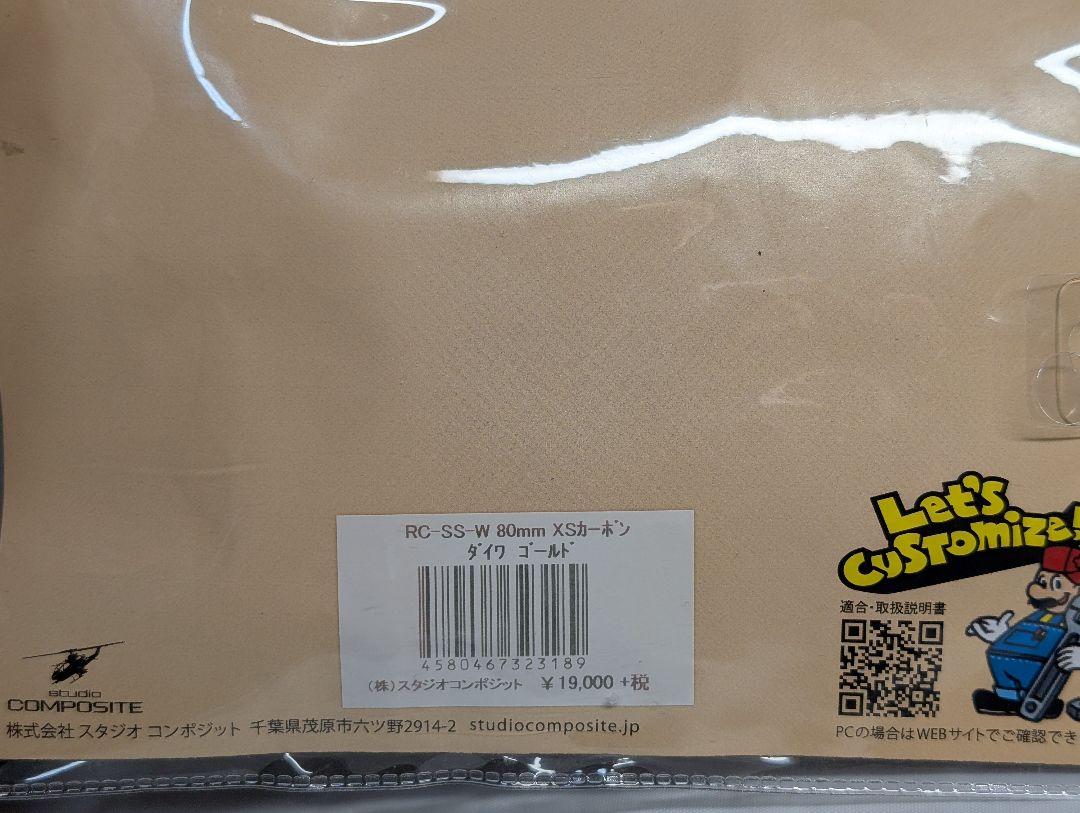 RC-SS-W 80mm XSｶｰﾎﾞﾝ
ﾀﾞｲﾜ ｺﾞｰﾙﾄﾞ
4580467323189
(株)スタジオコンポジット ￥19,000 +税
Let's
Customize!
適合・取扱説明書
PCの場合はWEBサイトでご確認でき
studio
COMPOSITE
株式会社 スタジオ コンポジット 千葉県茂原市六ツ野2914-2 studiocomposite.jp